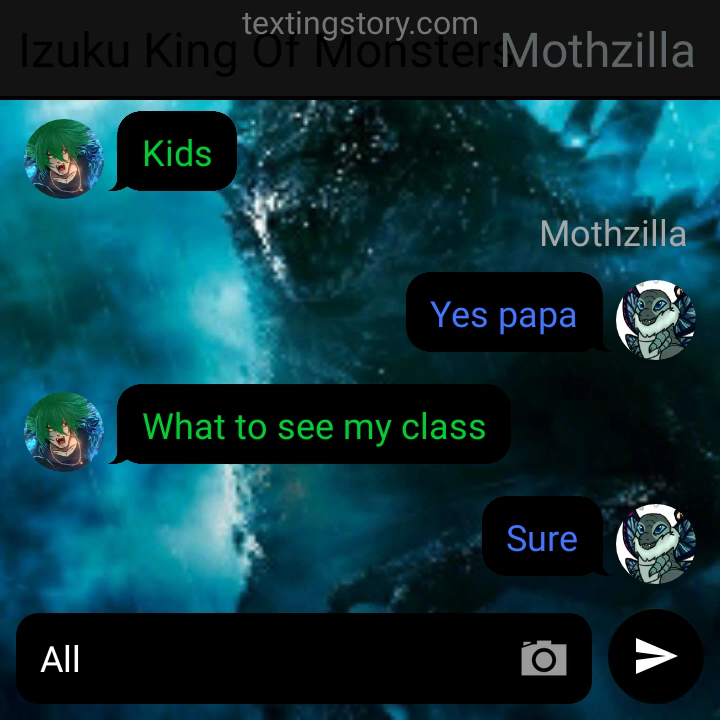 textingstory.com
Izuku King Of Monsters Mothzilla
Kids
Mothzilla
Yes papa
What to see my class
Sure
All